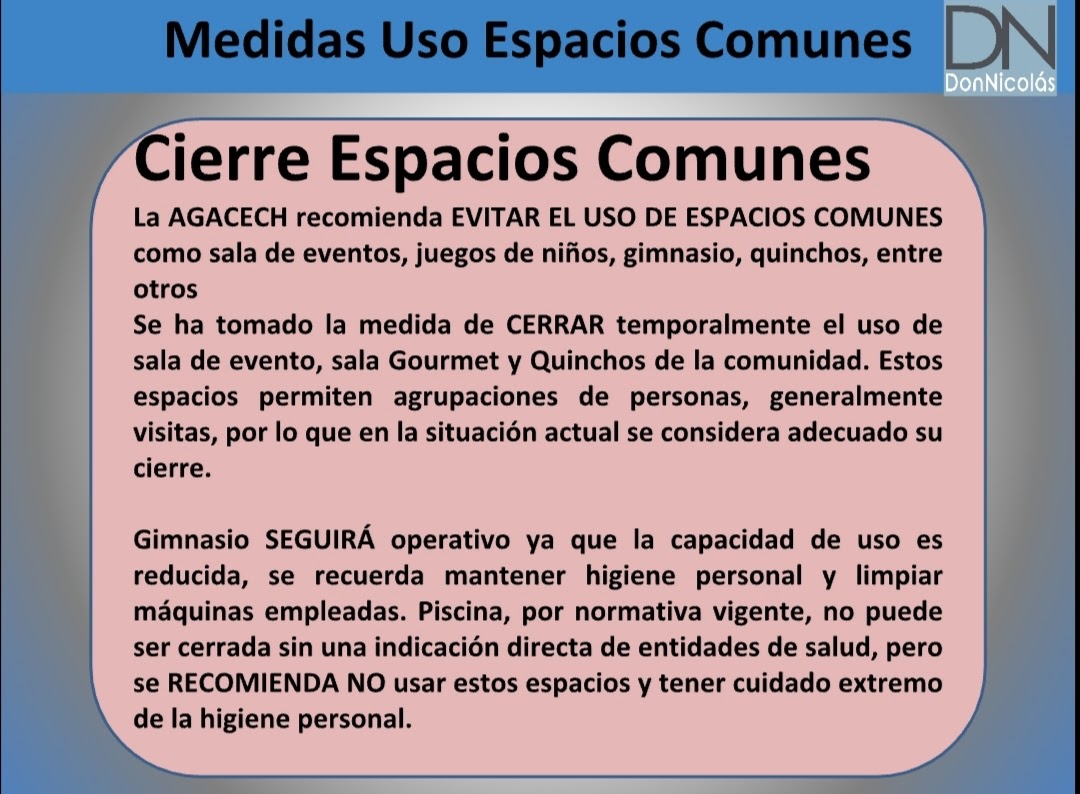 Medidas Uso Espacios Comunes
DN
DonNicolás
Cierre Espacios Comunes
La AGACECH recomienda EVITAR EL USO DE ESPACIOS COMUNES
como sala de eventos, juegos de niños, gimnasio, quinchos, entre
otros
Se ha tomado la medida de CERRAR temporalmente el uso de
sala de evento, sala Gourmet y Quinchos de la comunidad. Estos
espacios permiten agrupaciones de personas, generalmente
visitas, por lo que en la situación actual se considera adecuado su
cierre.
Gimnasio SEGUIRÁ operativo ya que la capacidad de uso es
reducida, se recuerda mantener higiene personal y limpiar
máquinas empleadas. Piscina, por normativa vigente, no puede
ser cerrada sin una indicación directa de entidades de salud, pero
se RECOMIENDA NO usar estos espacios y tener cuidado extremo
de la higiene personal.